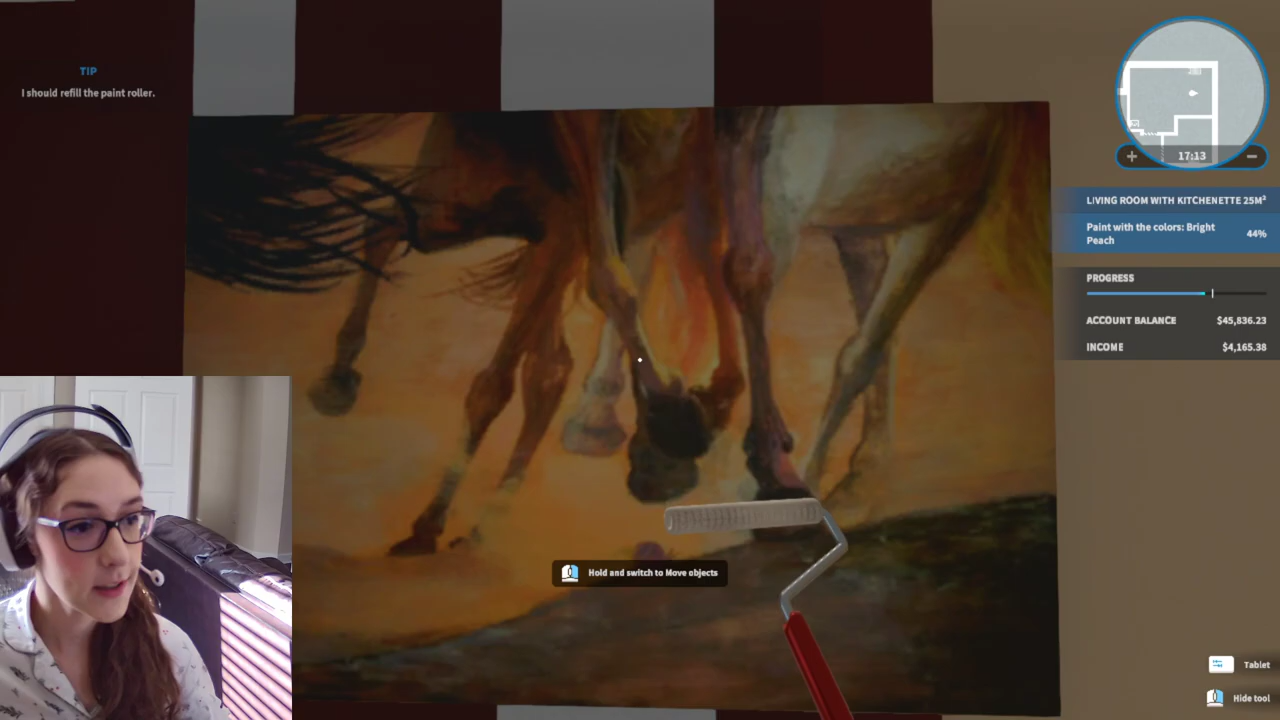 TIP
I should refill the paint roller.
17:13
LIVING ROOM WITH KITCHENETTE 25M²
Paint with the colors: Bright
Peach
44%
PROGRESS
ACCOUNT BALANCE $45,836.23
INCOME $4,165.38
Hold and switch to Move objects
Tablet
Hide tool